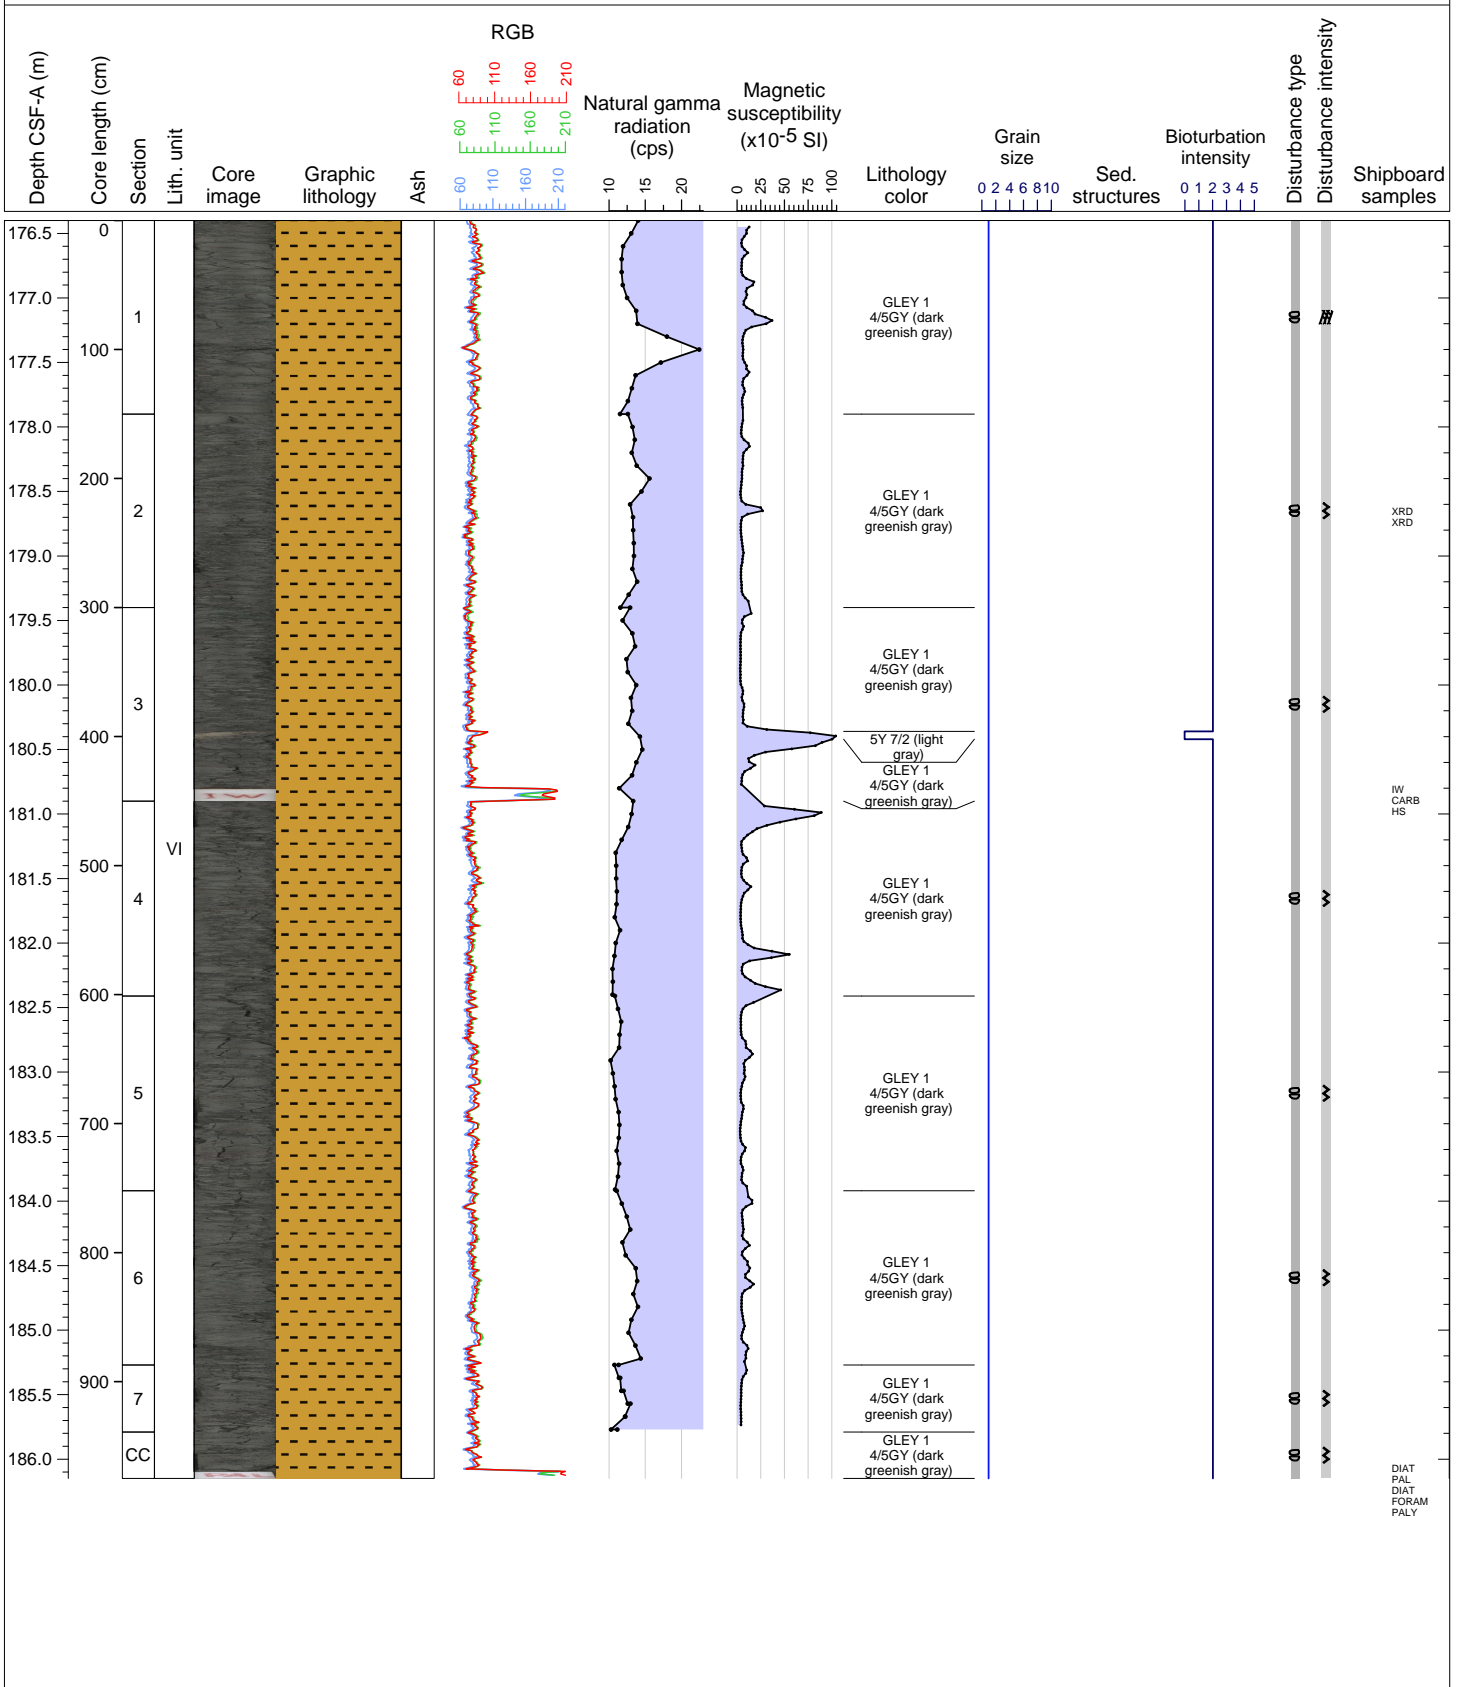 Depth CSF-A (m)
Core length (cm)
Section
Lith. unit
Core
image
Graphic
lithology
Ash
RGB
60 110 160 210
60 110 160 210
60 110 160 210
Natural gamma
radiation
(cps)
10 15 20
Magnetic
susceptibility
(x10-5 SI)
0 25 50 75 100
Lithology
color
Grain
size
0 2 4 6 8 10
Sed.
structures
Bioturbation
intensity
0 1 2 3 4 5
Disturbance type
Disturbance intensity
Shipboard
samples
176.5
177.0
177.5
178.0
178.5
179.0
179.5
180.0
180.5
181.0
181.5
182.0
182.5
183.0
183.5
184.0
184.5
185.0
185.5
186.0
0
100
200
300
400
500
600
700
800
900
1
2
3
4
5
6
7
CC
VI
GLEY 1
4/5GY (dark
greenish gray)
GLEY 1
4/5GY (dark
greenish gray)
GLEY 1
4/5GY (dark
greenish gray)
5Y 7/2 (light
gray)
GLEY 1
4/5GY (dark
greenish gray)
GLEY 1
4/5GY (dark
greenish gray)
GLEY 1
4/5GY (dark
greenish gray)
GLEY 1
4/5GY (dark
greenish gray)
GLEY 1
4/5GY (dark
greenish gray)
GLEY 1
4/5GY (dark
greenish gray)
XRD
XRD
IW
CARB
HS
DIAT
PAL
DIAT
FORAM
PALY